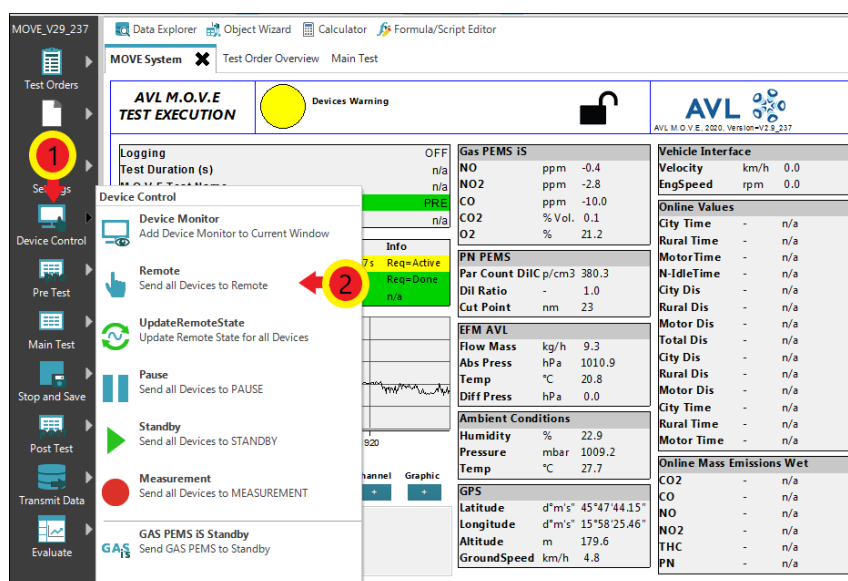 MOVE_V29_237
Data Explorer Object Wizard Calculator Formula/Script Editor
MOVE System Test Order Overview Main Test
Test Orders
Device Control
Pre Test
Main Test
Stop and Save
Post Test
Transmit Data
Evaluate
1
AVL M.O.V.E
TEST EXECUTION
Devices Warning
AVL
AVL M.O.V.E, 2020, Version=V2.9_237
Logging OFF
Test Duration (s) n/a
M.O.V.E Test Name n/a
PRE
n/a
Info
7s Req=Active
Req=Done
n/a
920
Channel Graphic
+ +
Device Control
Device Monitor
Add Device Monitor to Current Window
Remote
Send all Devices to Remote
2
UpdateRemoteState
Update Remote State for all Devices
Pause
Send all Devices to PAUSE
Standby
Send all Devices to STANDBY
Measurement
Send all Devices to MEASUREMENT
GAS iS
GAS PEMS iS Standby
Send GAS PEMS to Standby
Gas PEMS iS
NO ppm -0.4
NO2 ppm -2.8
CO ppm -10.0
CO2 % Vol. 0.1
O2 % 21.2
PN PEMS
Par Count DilC p/cm3 380.3
Dil Ratio - 1.0
Cut Point nm 23
EFM AVL
Flow Mass kg/h 9.3
Abs Press hPa 1010.9
Temp °C 20.8
Diff Press hPa 0.0
Ambient Conditions
Humidity % 22.9
Pressure mbar 1009.2
Temp °C 27.7
GPS
Latitude d°m's" 45°47'44.15"
Longitude d°m's" 15°58'25.46"
Altitude m 179.6
GroundSpeed km/h 4.8
Vehicle Interface
Velocity km/h 0.0
EngSpeed rpm 0.0
Online Values
City Time - n/a
Rural Time - n/a
MotorTime - n/a
N-IdleTime - n/a
City Dis - n/a
Rural Dis - n/a
Motor Dis - n/a
Total Dis - n/a
City Dis - n/a
Rural Dis - n/a
Motor Dis - n/a
City Time - n/a
Rural Time - n/a
Motor Time - n/a
Online Mass Emissions Wet
CO2 - n/a
CO - n/a
NO - n/a
NO2 - n/a
THC - n/a
PN - n/a